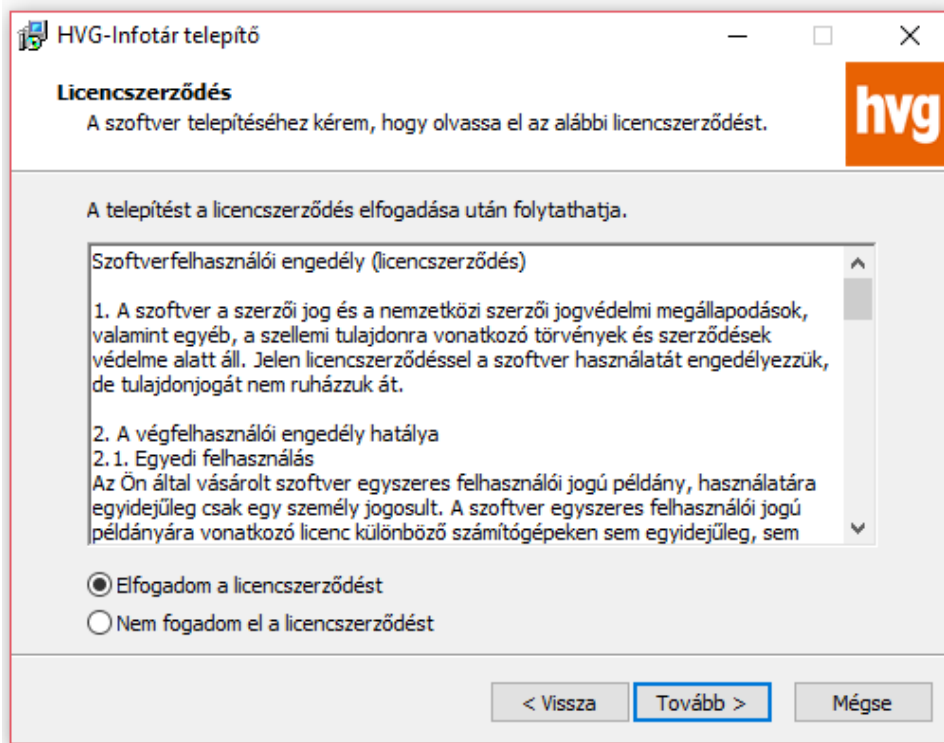 HVG-Infotár telepítő
Licencszerződés
A szoftver telepítéséhez kérem, hogy olvassa el az alábbi licencszerződést.
hvg
A telepítést a licencszerződés elfogadása után folytathatja.
Szoftverfelhasználói engedély (licencszerződés)
1. A szoftver a szerzői jog és a nemzetközi szerzői jogvédelmi megállapodások,
valamint egyéb, a szellemi tulajdonra vonatkozó törvények és szerződések
védelme alatt áll. Jelen licencszerződéssel a szoftver használatát engedélyezzük,
de tulajdonjogát nem ruházzuk át.
2. A végfelhasználói engedély hatálya
2.1. Egyedi felhasználás
Az Ön által vásárolt szoftver egyszeres felhasználói jogú példány, használatára
egyidejűleg csak egy személy jogosult. A szoftver egyszeres felhasználói jogú
példányára vonatkozó licenc különböző számítógépeken sem egyidejűleg, sem
Elfogadom a licencszerződést
Nem fogadom el a licencszerződést
< Vissza Tovább > Mégse